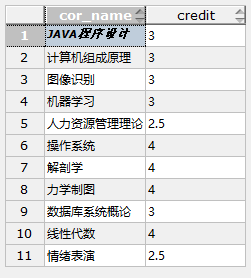 cor_name credit
1 JAVA程序设计 3
2 计算机组成原理 3
3 图像识别 3
4 机器学习 3
5 人力资源管理理论 2.5
6 操作系统 4
7 解剖学 4
8 力学制图 4
9 数据库系统概论 3
10 线性代数 4
11 情绪表演 2.5